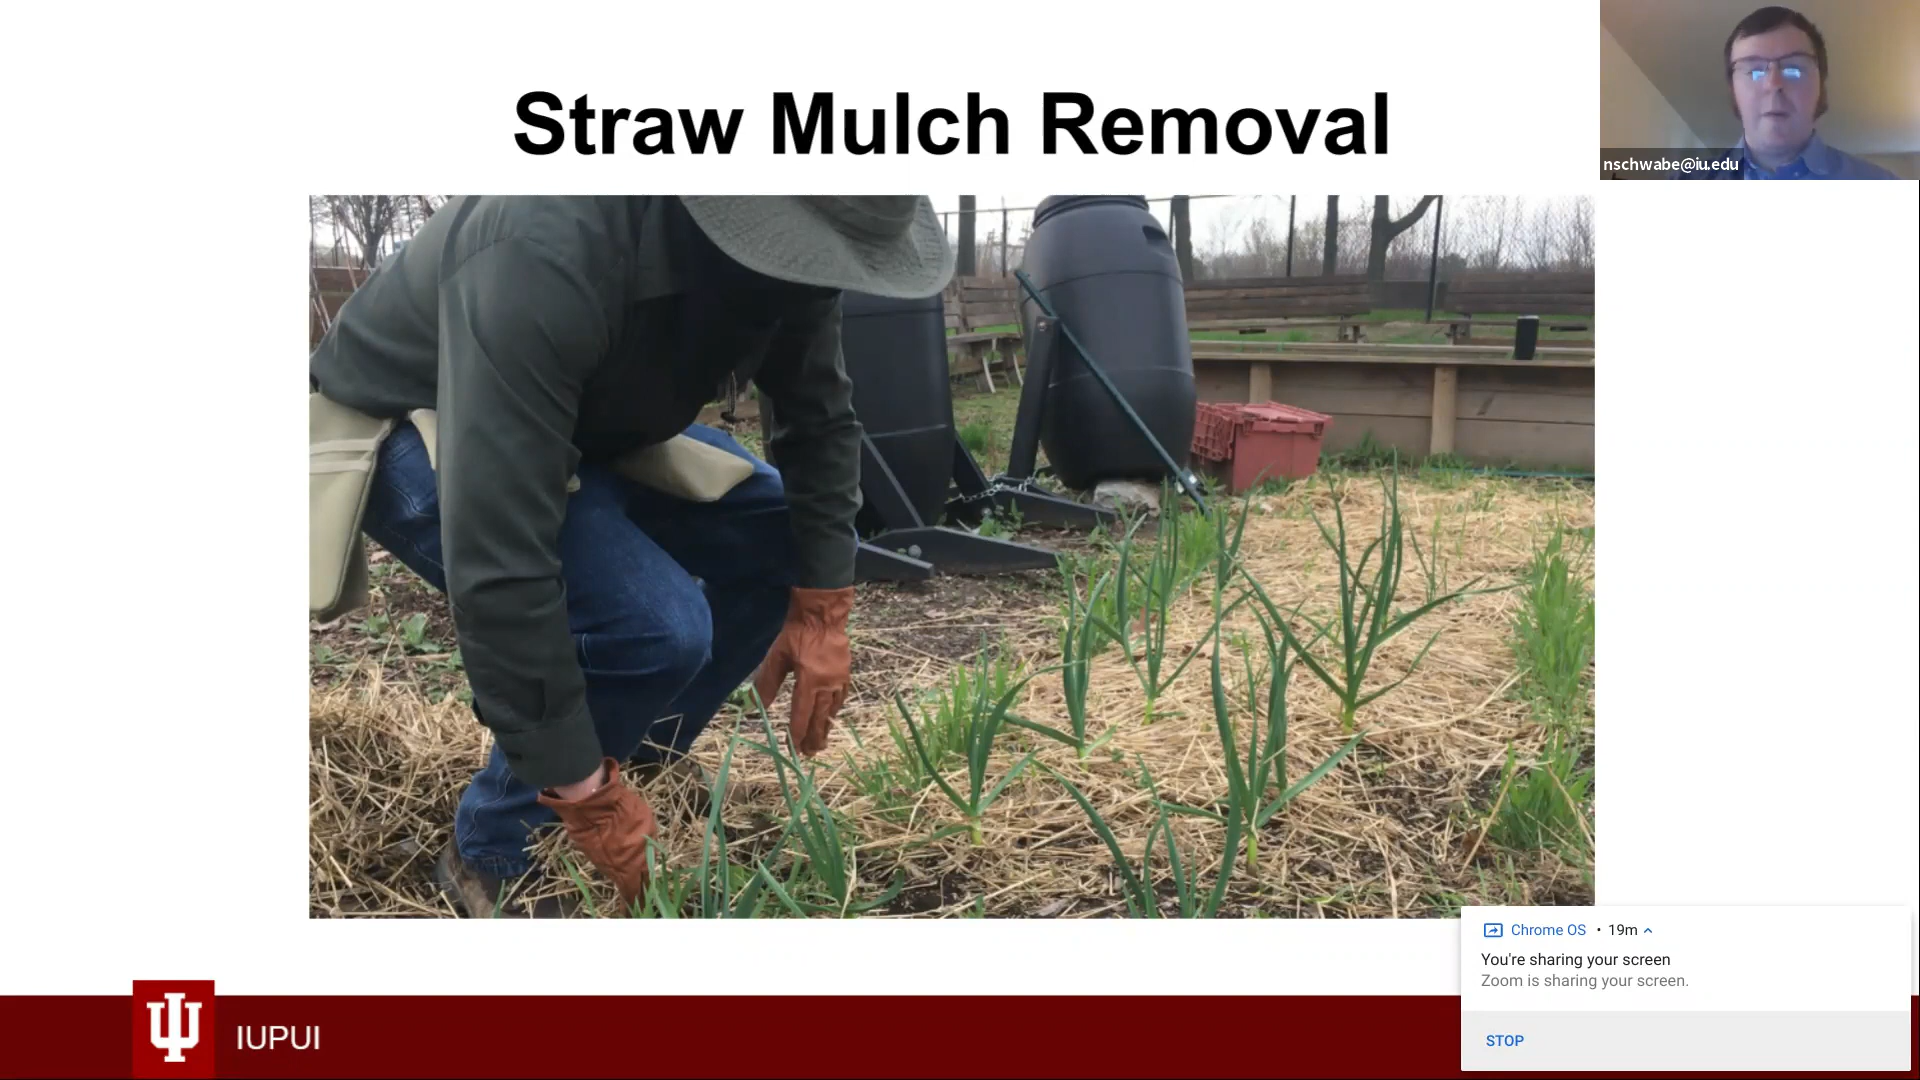 Straw Mulch Removal
nschwabe@iu.edu
Chrome OS • 19m
You're sharing your screen
Zoom is sharing your screen.
STOP
IUPUI